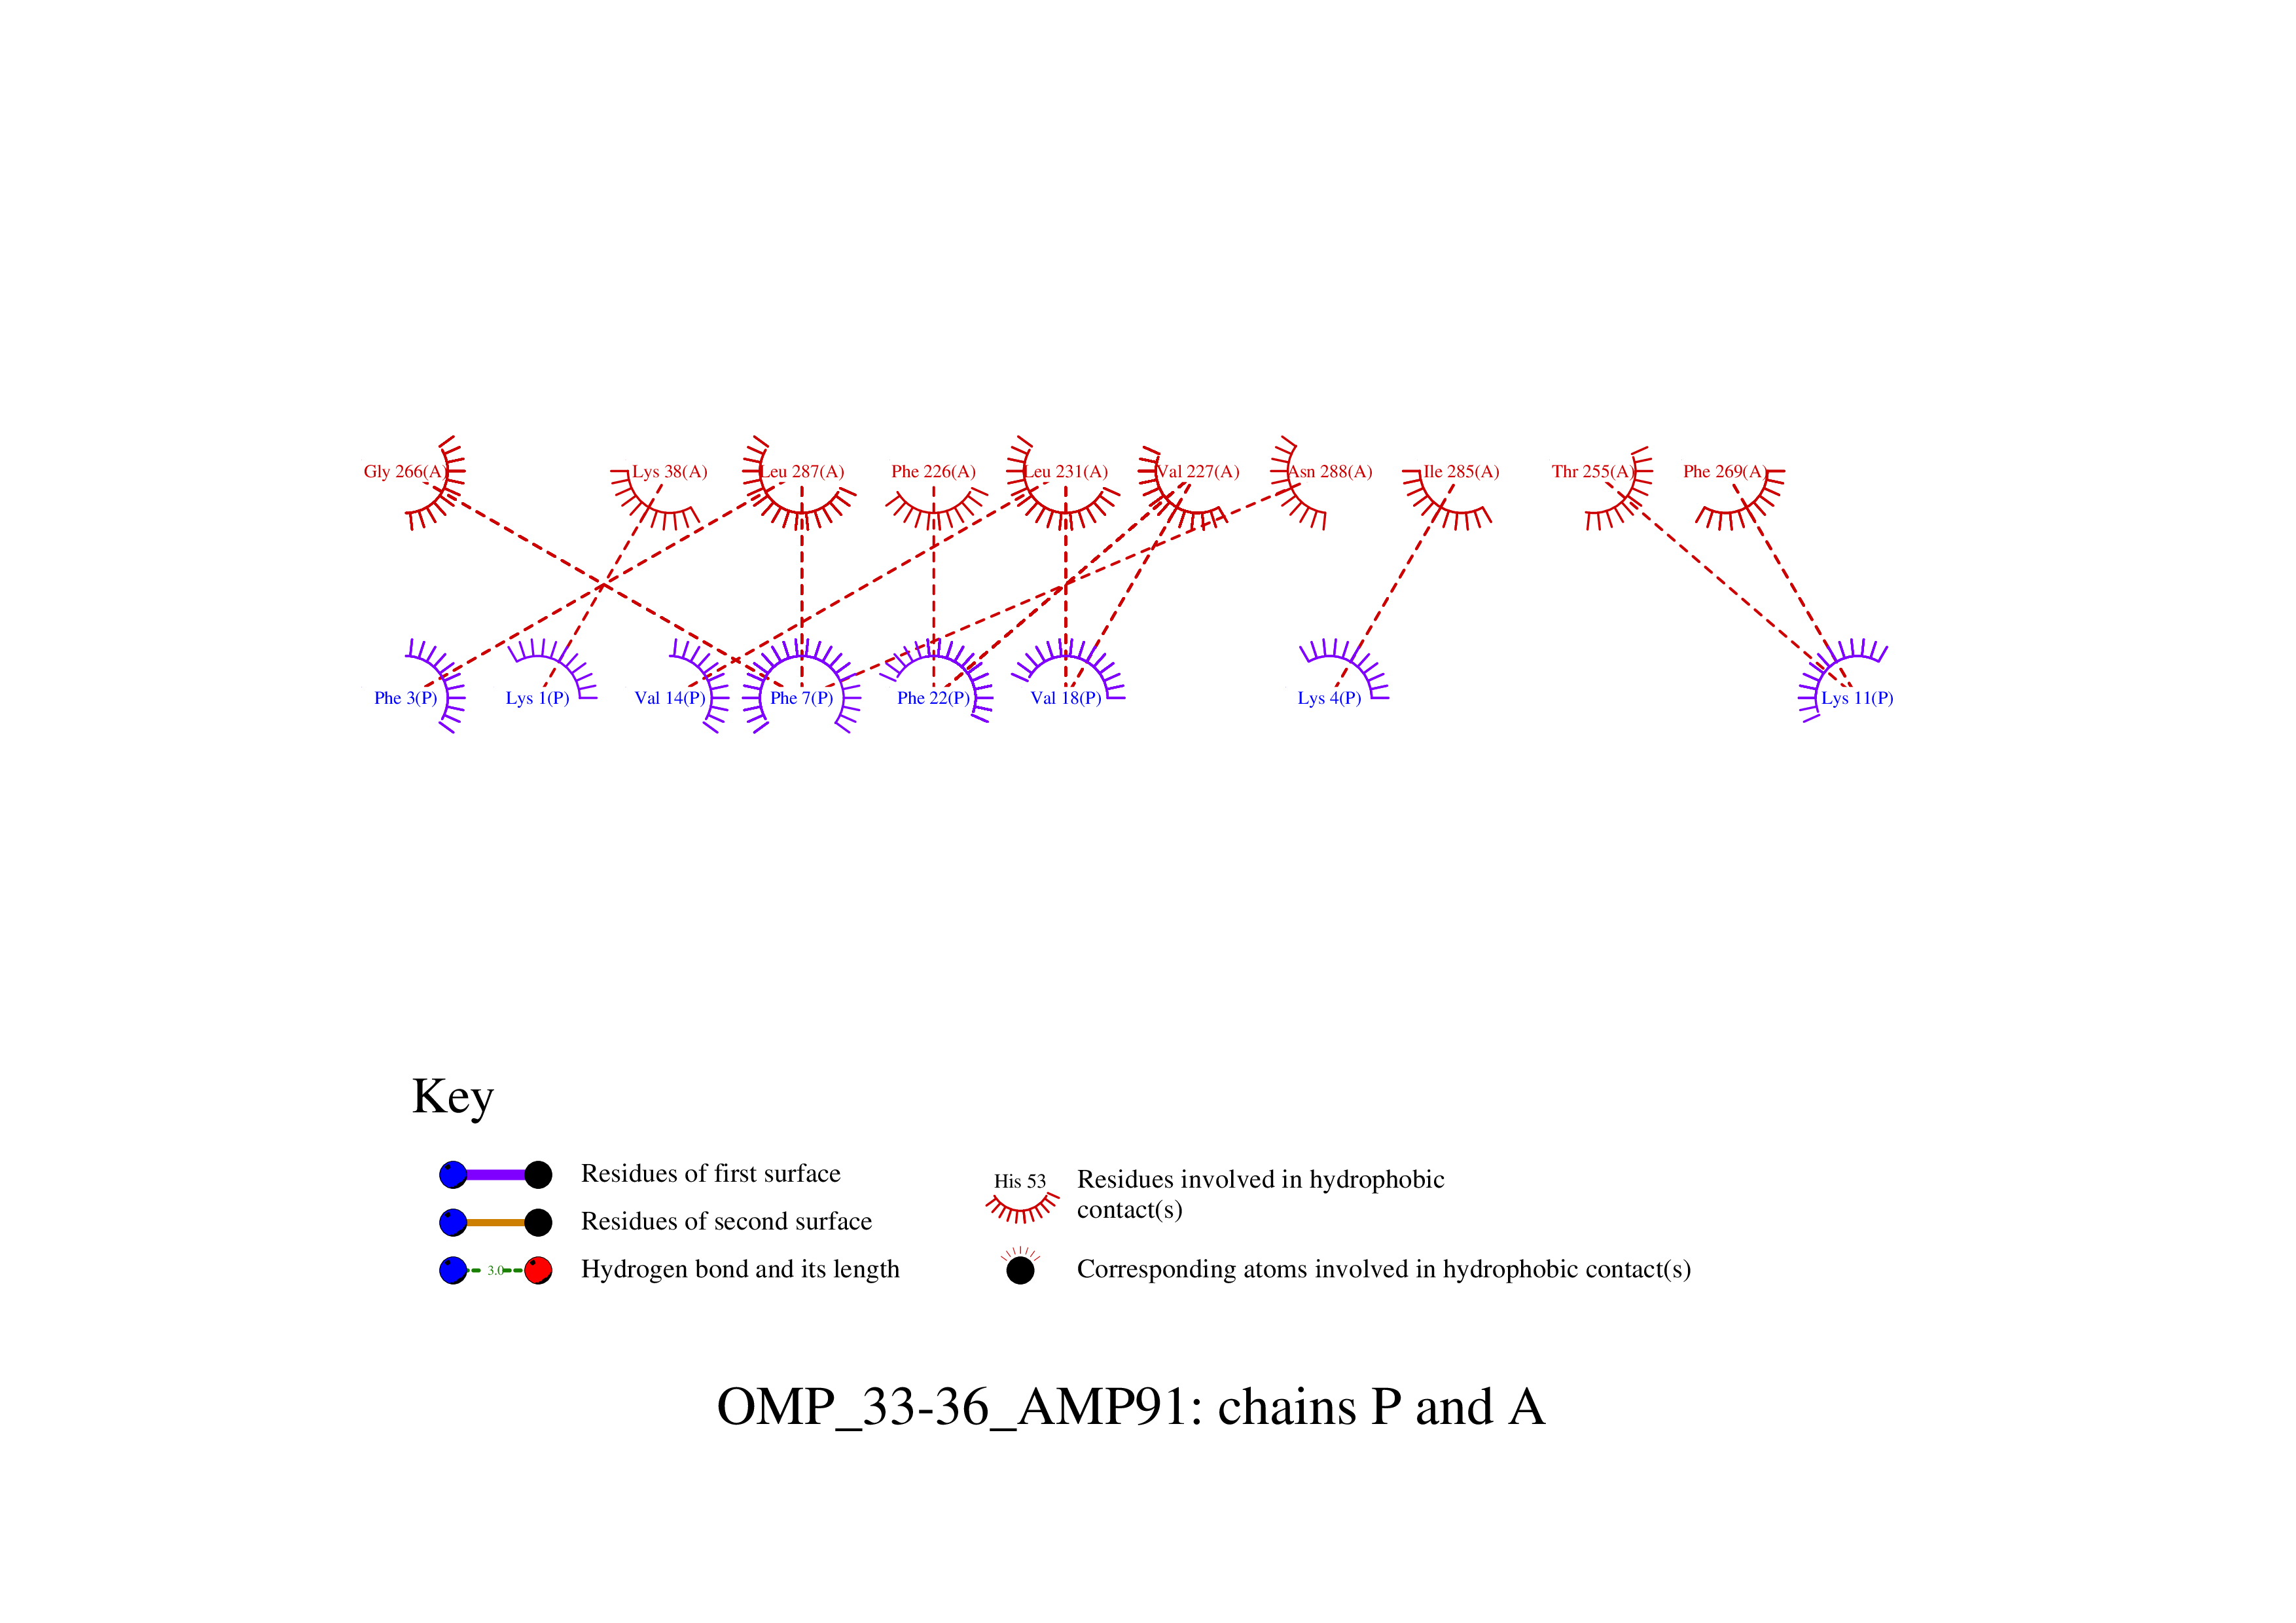 Gly 266(A) Lys 38(A) Leu 287(A) Phe 226(A) Leu 231(A) Val 227(A) Asn 288(A) Ile 285(A) Thr 255(A) Phe 269(A)
Phe 3(P) Lys 1(P) Val 14(P) Phe 7(P) Phe 22(P) Val 18(P) Lys 4(P) Lys 11(P)
Key
Residues of first surface
Residues of second surface
3.0 Hydrogen bond and its length
His 53 Residues involved in hydrophobic
contact(s)
Corresponding atoms involved in hydrophobic contact(s)
OMP_33-36_AMP91: chains P and A